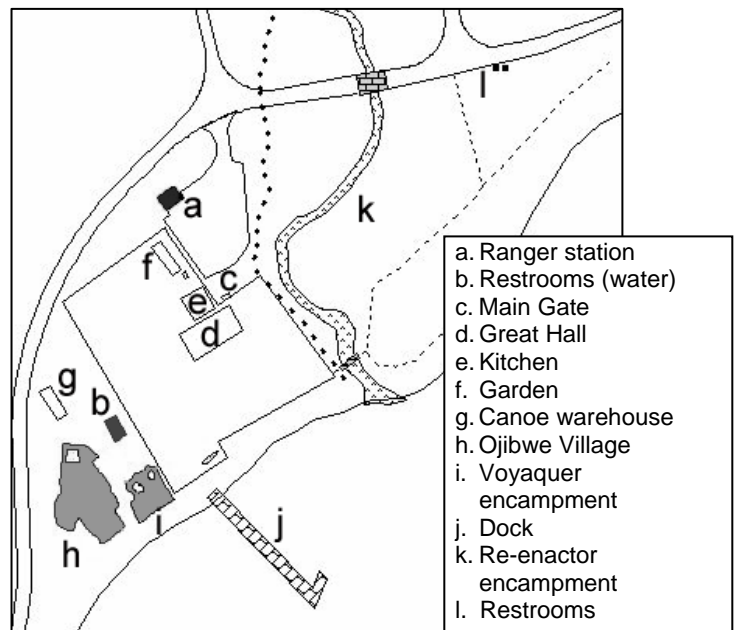 l
a
k
f
c
e
d
g
b
i
j
h
a. Ranger station
b. Restrooms (water)
c. Main Gate
d. Great Hall
e. Kitchen
f. Garden
g. Canoe warehouse
h. Ojibwe Village
i. Voyaquer
encampment
j. Dock
k. Re-enactor
encampment
l. Restrooms